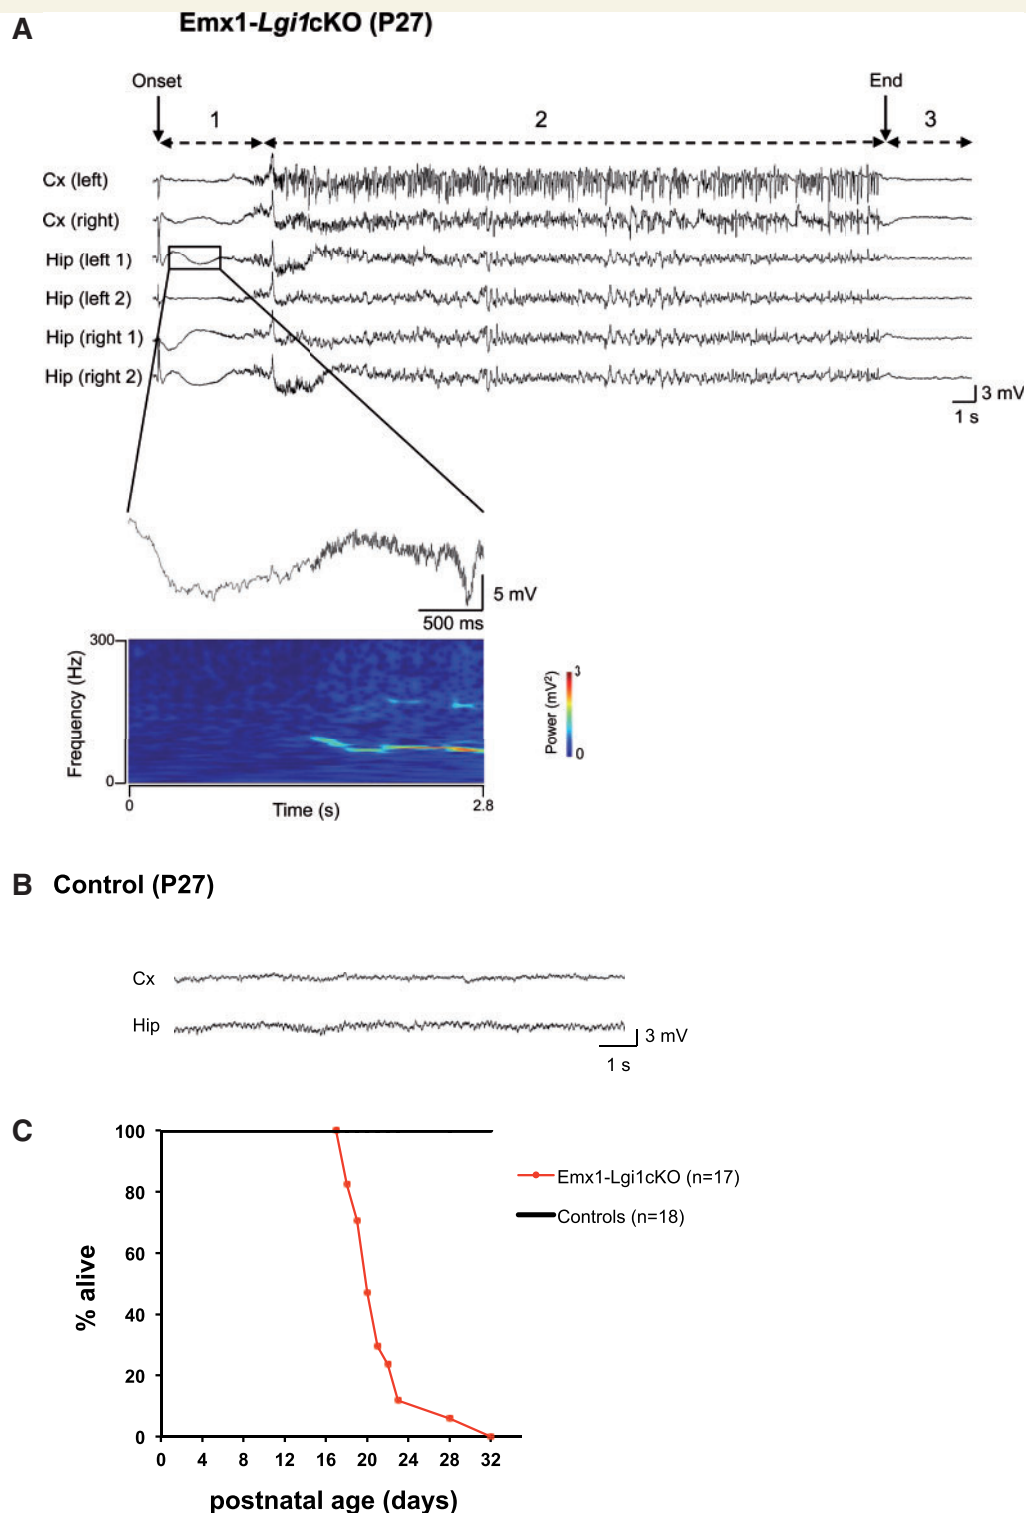 A
Emx1-Lgi1cKO (P27)
Onset
End
1
2
3
Cx (left)
Cx (right)
Hip (left 1)
Hip (left 2)
Hip (right 1)
Hip (right 2)
3 mV
1 s
5 mV
500 ms
300
Frequency (Hz)
0
0
2.8
Time (s)
Power (mV²)
3
0
B Control (P27)
Cx
Hip
3 mV
1 s
C
100
80
60
40
20
0
% alive
0 4 8 12 16 20 24 28 32
postnatal age (days)
Emx1-Lgi1cKO (n=17)
Controls (n=18)